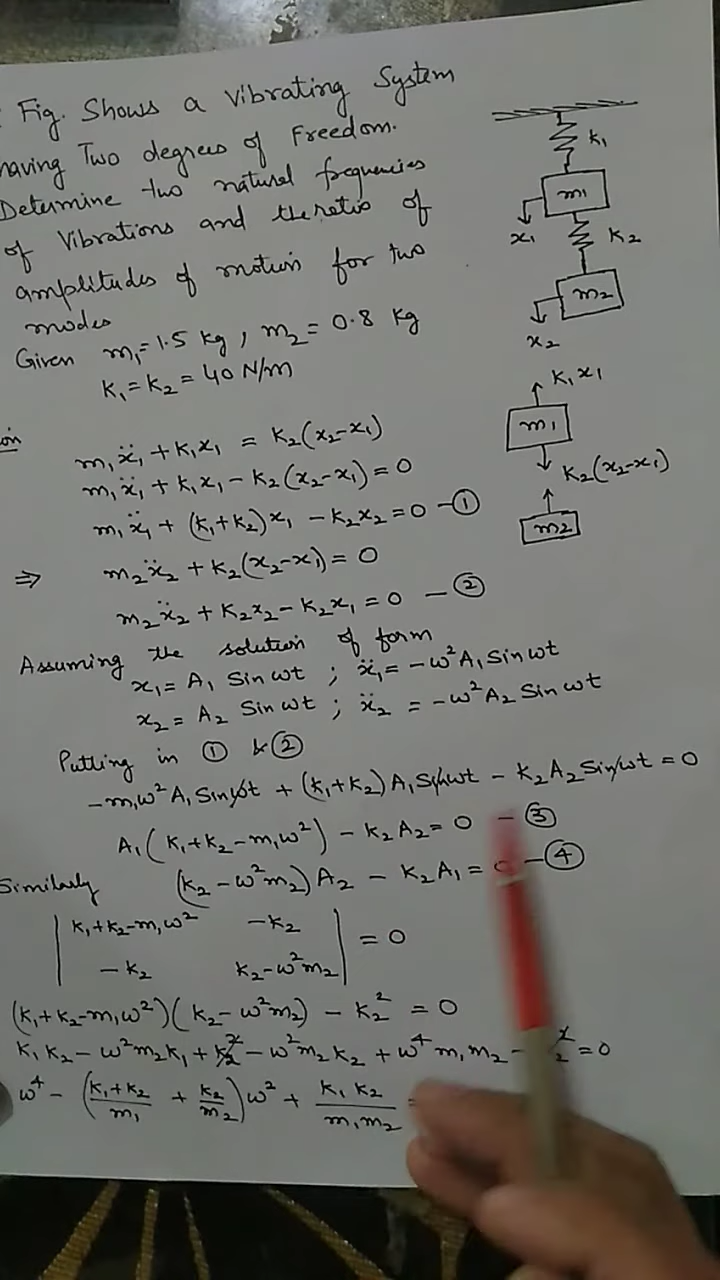 : Fig. Shows a Vibrating System
having Two degrees of Freedom.
Determine two natural frequencies
of Vibrations and the ratio of
amplitudes of motion for two
modes
Given m₁ = 1.5 kg, m₂ = 0.8 kg
K₁ = K₂ = 40 N/m
K₁
m₁
x₁
K₂
m₂
x₂
K₁x₁
m₁
K₂(x₂-x₁)
m₂
on
m₁ẍ₁ + K₁x₁ = K₂(x₂-x₁)
m₁ẍ₁ + K₁x₁ - K₂(x₂-x₁) = 0
m₁ẍ₁ + (K₁+K₂)x₁ - K₂x₂ = 0 - ①
⇒ m₂ẍ₂ + K₂(x₂-x₁) = 0
m₂ẍ₂ + K₂x₂ - K₂x₁ = 0 - ②
Assuming the solution of form
x₁ = A₁ Sin ωt ; ẍ₁ = -ω²A₁ Sin ωt
x₂ = A₂ Sin ωt ; ẍ₂ = -ω²A₂ Sin ωt
Putting in ① & ②
-m₁ω²A₁ Sin ωt + (K₁+K₂)A₁ Sin ωt - K₂A₂ Sin ωt = 0
A₁(K₁+K₂-m₁ω²) - K₂A₂ = 0 - ③
Similarly (K₂-ω²m₂)A₂ - K₂A₁ = 0 - ④
| K₁+K₂-m₁ω² -K₂ |
| -K₂ K₂-ω²m₂ | = 0
(K₁+K₂-m₁ω²)(K₂-ω²m₂) - K₂² = 0
K₁K₂ - ω²m₂K₁ + K₂² - ω²m₂K₂ + ω⁴m₁m₂ - ₂² = 0
ω⁴ - ((K₁+K₂)/m₁ + K₂/m₂)ω² + K₁K₂/m₁m₂